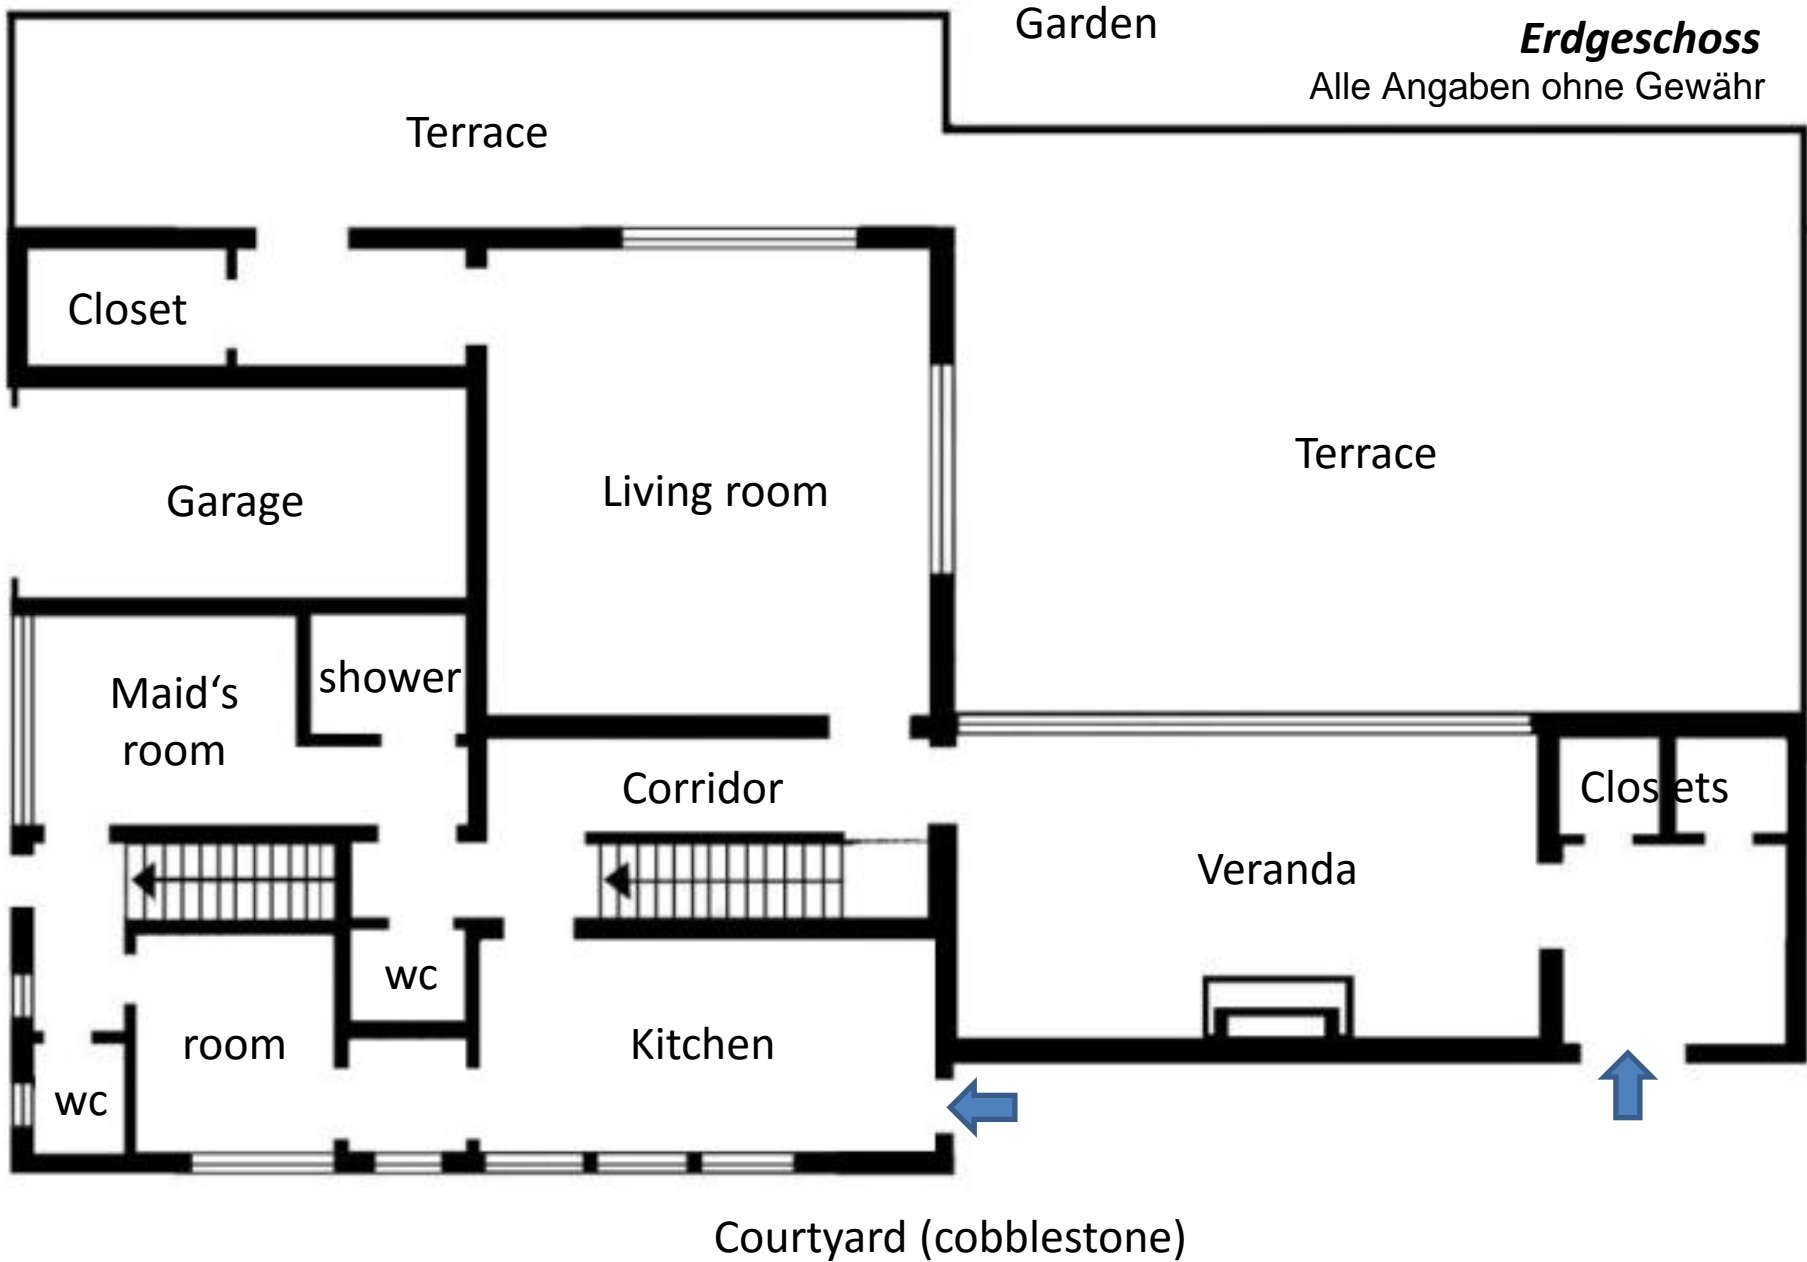 Garden
Erdgeschoss
Alle Angaben ohne Gewähr
Terrace
Closet
Garage
Living room
Terrace
Maid‘s
room
shower
Corridor
Closets
Veranda
wc
room
Kitchen
wc
Courtyard (cobblestone)